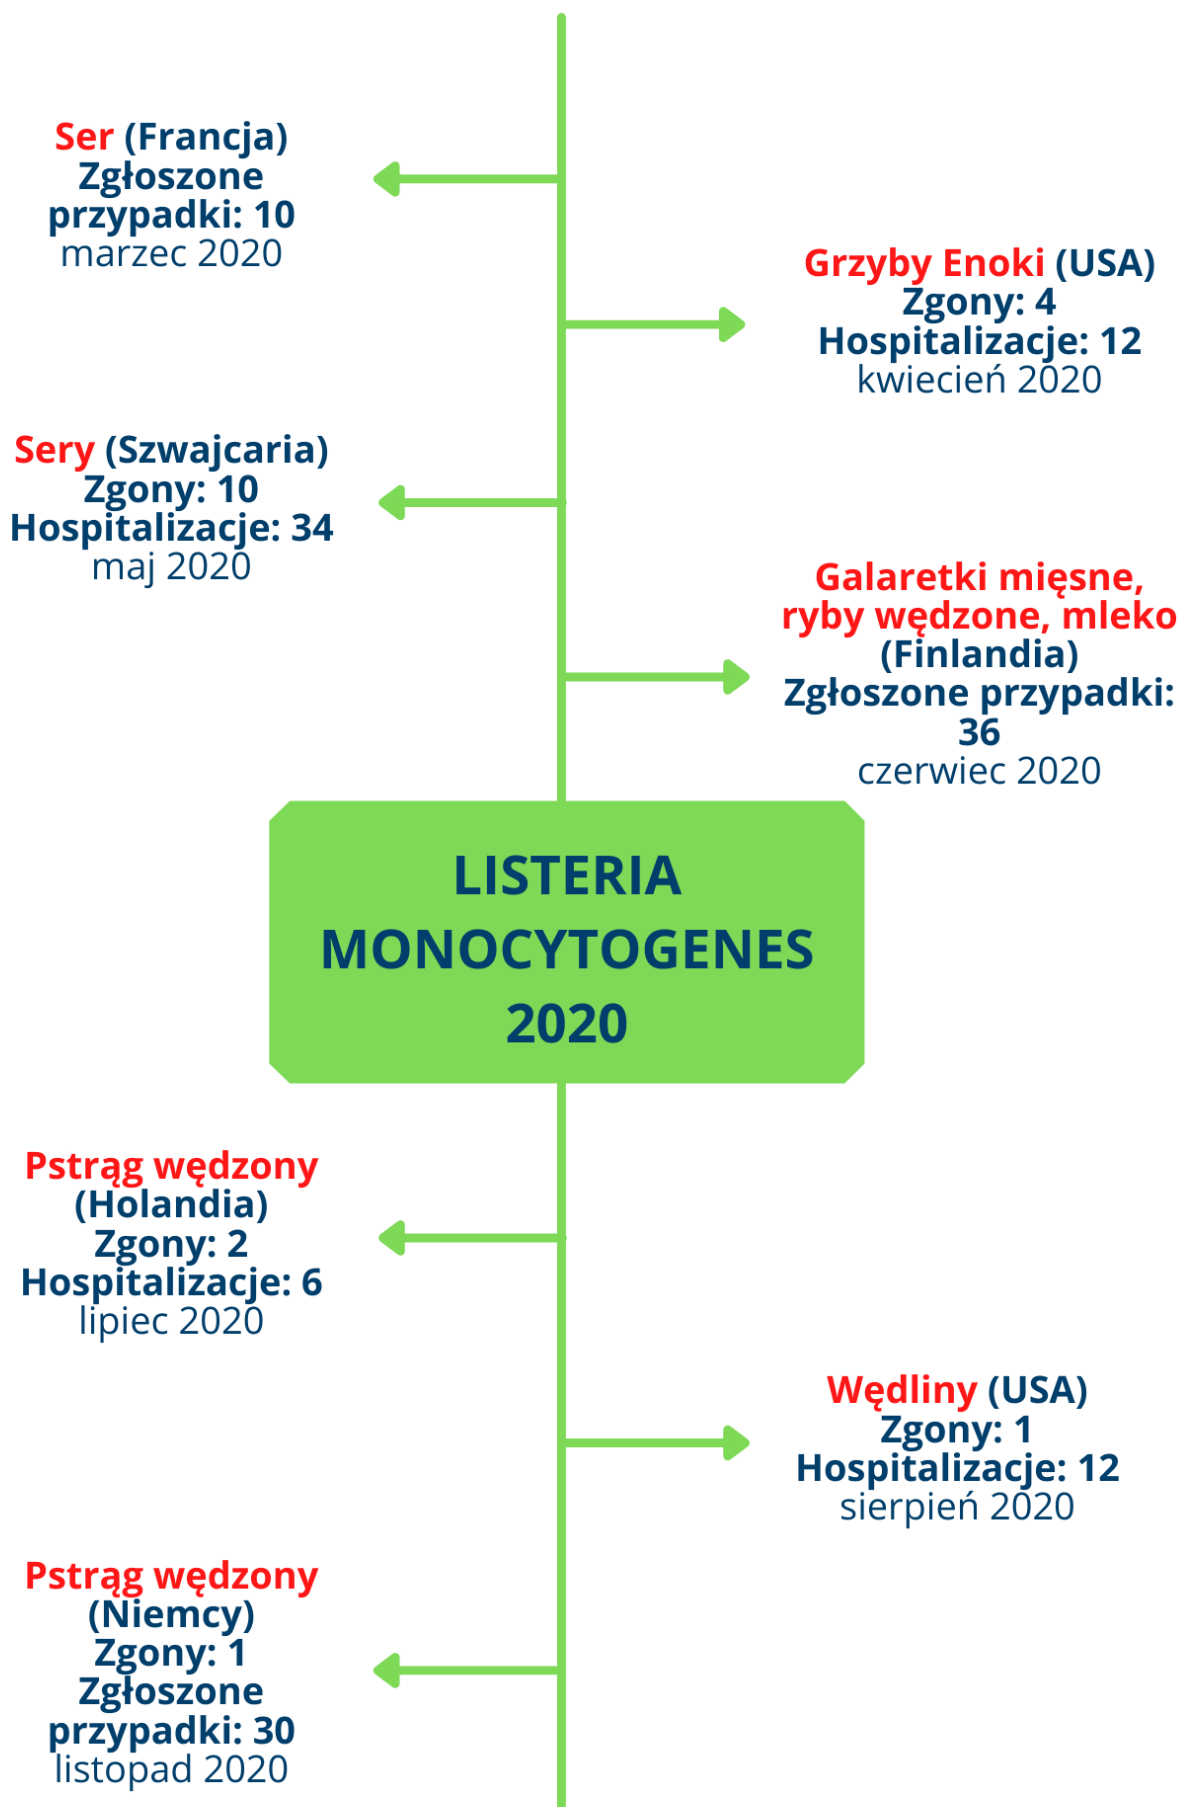 Ser (Francja)
Zgłoszone
przypadki: 10
marzec 2020
Grzyby Enoki (USA)
Zgony: 4
Hospitalizacje: 12
kwiecień 2020
Sery (Szwajcaria)
Zgony: 10
Hospitalizacje: 34
maj 2020
Galaretki mięsne,
ryby wędzone, mleko
(Finlandia)
Zgłoszone przypadki:
36
czerwiec 2020
LISTERIA
MONOCYTOGENES
2020
Pstrąg wędzony
(Holandia)
Zgony: 2
Hospitalizacje: 6
lipiec 2020
Wędliny (USA)
Zgony: 1
Hospitalizacje: 12
sierpień 2020
Pstrąg wędzony
(Niemcy)
Zgony: 1
Zgłoszone
przypadki: 30
listopad 2020